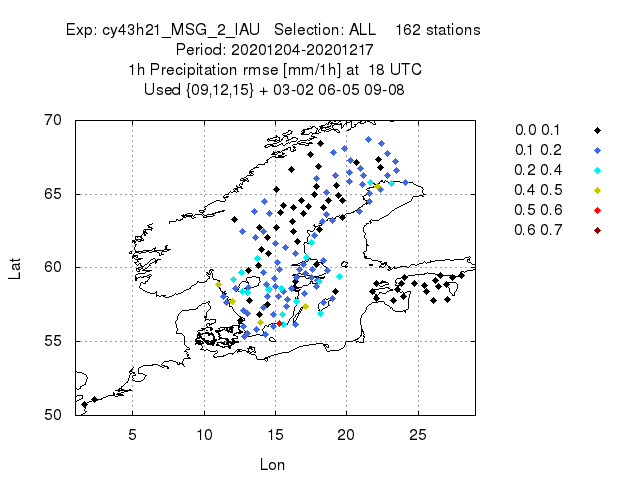 Exp: cy43h21_MSG_2_IAU   Selection: ALL    162 stations
Period: 20201204-20201217
1h Precipitation rmse [mm/1h] at  18 UTC
Used {09,12,15} + 03-02 06-05 09-08
70
65
60
55
50
Lat
5
10
15
20
25
Lon
0.0 0.1
0.1 0.2
0.2 0.4
0.4 0.5
0.5 0.6
0.6 0.7